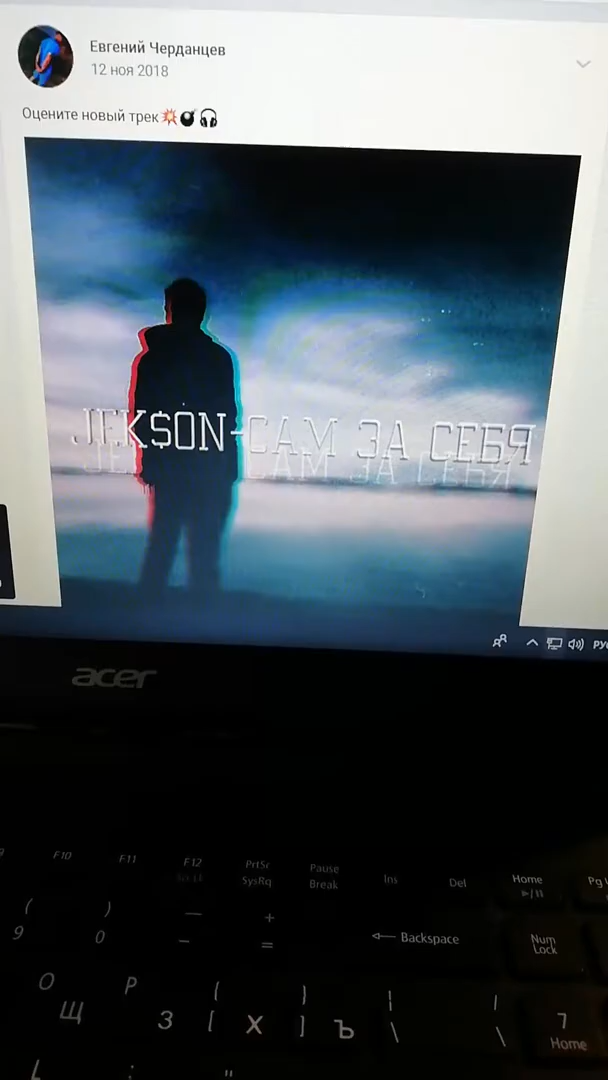 Евгений Черданцев
12 ноя 2018
Оцените новый трек
JEK$ON-САМ ЗА СЕБЯ
РУС
acer
F10 F11 F12 PrtSc SysRq Pause Break Ins Del Home Pg
( 9 ) 0 — - + = Backspace Num Lock
O Щ P З { [ Х } ] Ъ | \ | \ 7 Home
L : "